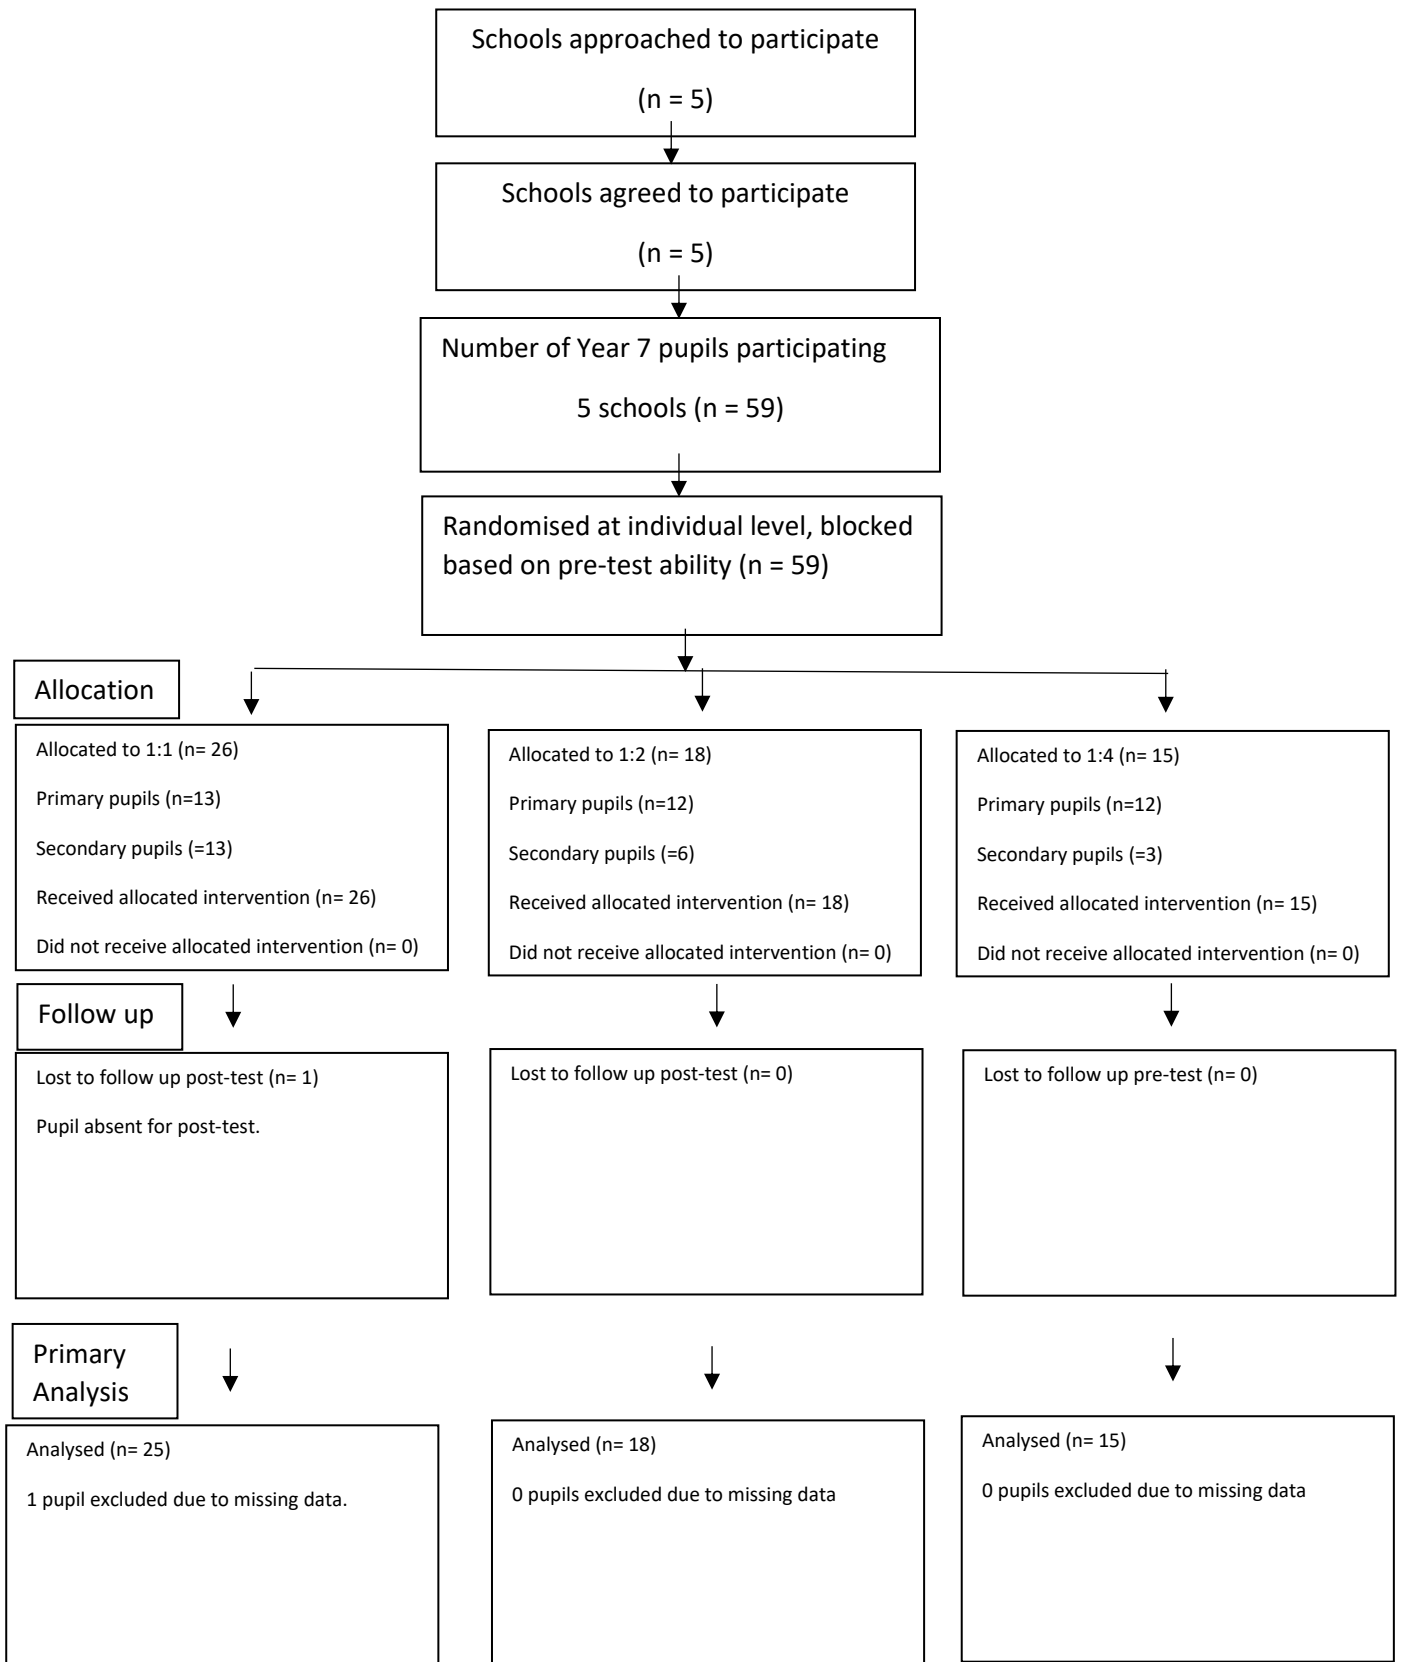 Schools approached to participate
(n = 5)
Schools agreed to participate
(n = 5)
Number of Year 7 pupils participating
5 schools (n = 59)
Randomised at individual level, blocked
based on pre-test ability (n = 59)
Allocation
Allocated to 1:1 (n= 26)
Primary pupils (n=13)
Secondary pupils (=13)
Received allocated intervention (n= 26)
Did not receive allocated intervention (n= 0)
Allocated to 1:2 (n= 18)
Primary pupils (n=12)
Secondary pupils (=6)
Received allocated intervention (n= 18)
Did not receive allocated intervention (n= 0)
Allocated to 1:4 (n= 15)
Primary pupils (n=12)
Secondary pupils (=3)
Received allocated intervention (n= 15)
Did not receive allocated intervention (n= 0)
Follow up
Lost to follow up post-test (n= 1)
Pupil absent for post-test.
Lost to follow up post-test (n= 0)
Lost to follow up pre-test (n= 0)
Primary
Analysis
Analysed (n= 25)
1 pupil excluded due to missing data.
Analysed (n= 18)
0 pupils excluded due to missing data
Analysed (n= 15)
0 pupils excluded due to missing data